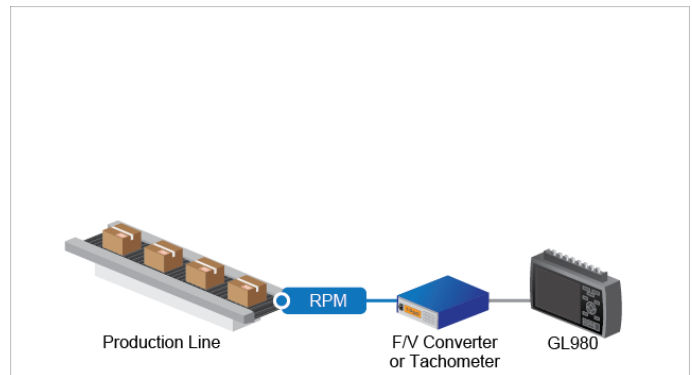 RPM
Production Line
F/V Converter
or Tachometer
GL980